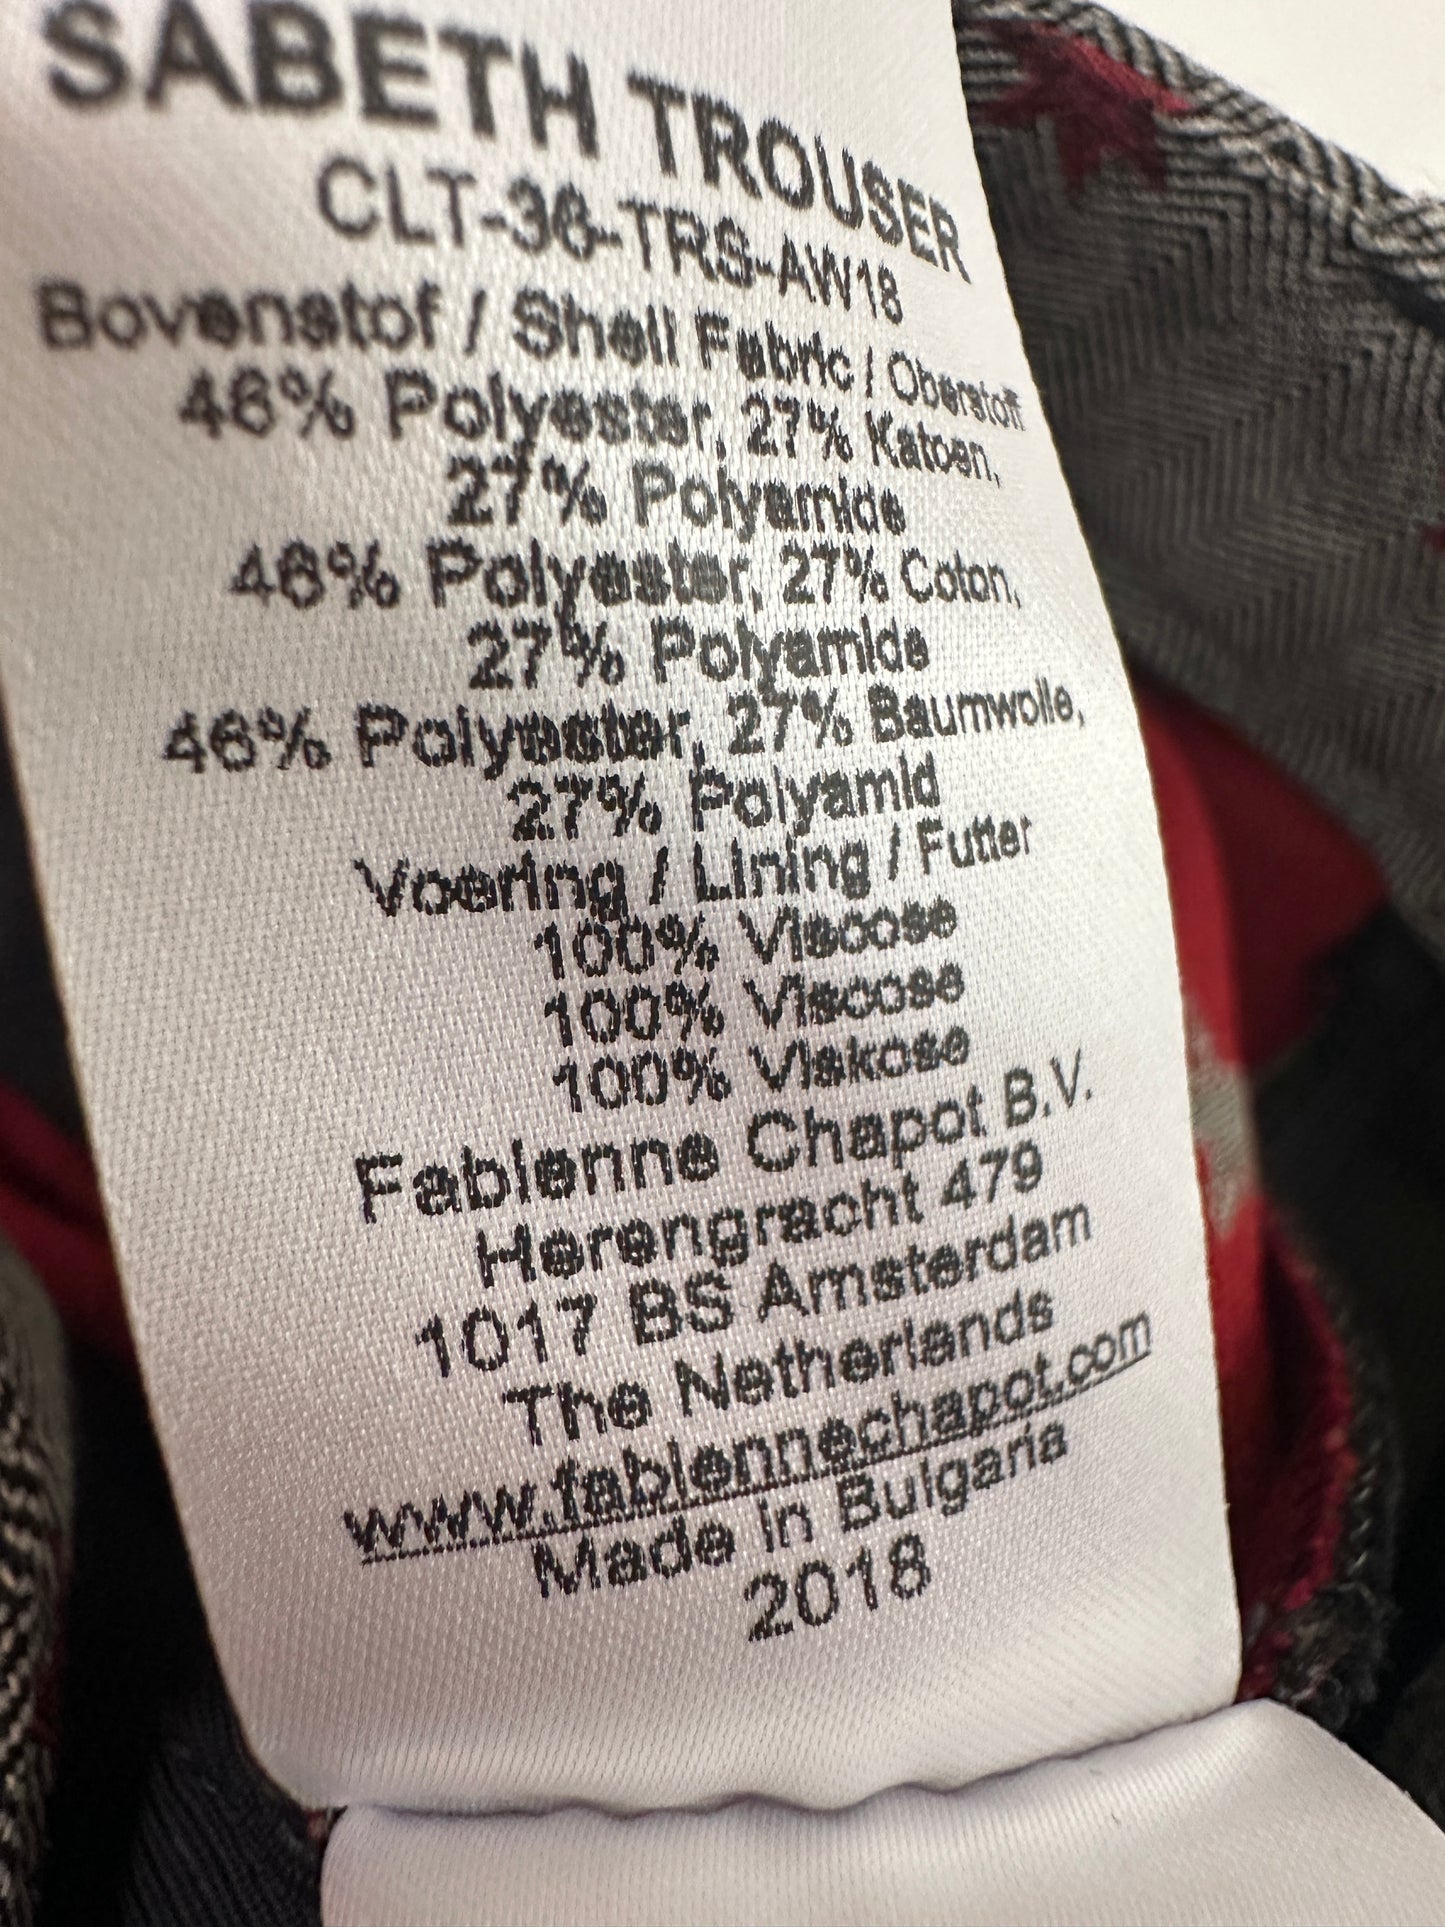 SABETH TROUSER
CLT-36-TRS-AW18
Bovenstof / Shell Fabric / Oberstoff
46% Polyester, 27% Katoen,
27% Polyamide
46% Polyester, 27% Coton,
27% Polyamide
46% Polyester, 27% Baumwolle,
27% Polyamid
Voering / Lining / Futter
100% Viscose
100% Viscose
100% Viskose
Fabienne Chapot B.V.
Herengracht 479
1017 BS Amsterdam
The Netherlands
www.fabiennechapot.com
Made in Bulgaria
2018